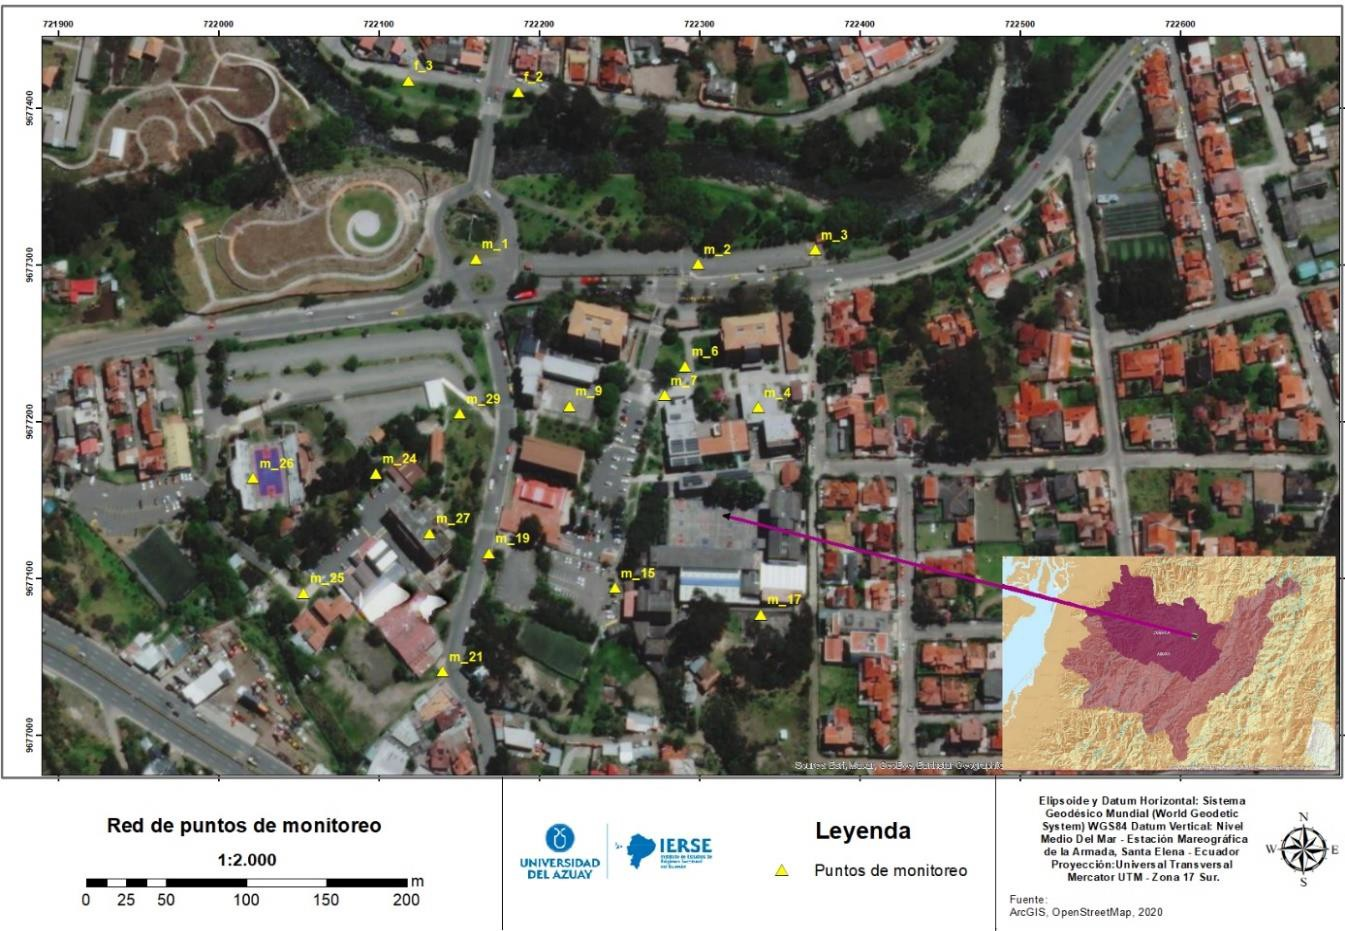 721900 722000 722100 722200 722300 722400 722500 722600
9677400
9677300
9677200
9677100
9677000
f_3
f_2
m_1
m_2
m_3
m_6
m_7
m_9
m_4
m_29
m_26
m_24
m_27
m_19
m_25
m_15
m_17
m_21
Red de puntos de monitoreo
1:2.000
m
0 25 50 100 150 200
UNIVERSIDAD
DEL AZUAY
IERSE
Leyenda
Puntos de monitoreo
Elipsoide y Datum Horizontal: Sistema
Geodésico Mundial (World Geodetic
System) WGS84 Datum Vertical: Nivel
Medio Del Mar - Estación Mareográfica
de la Armada, Santa Elena - Ecuador
Proyección:Universal Transversal
Mercator UTM - Zona 17 Sur.
N
W E
S
Fuente:
ArcGIS, OpenStreetMap, 2020